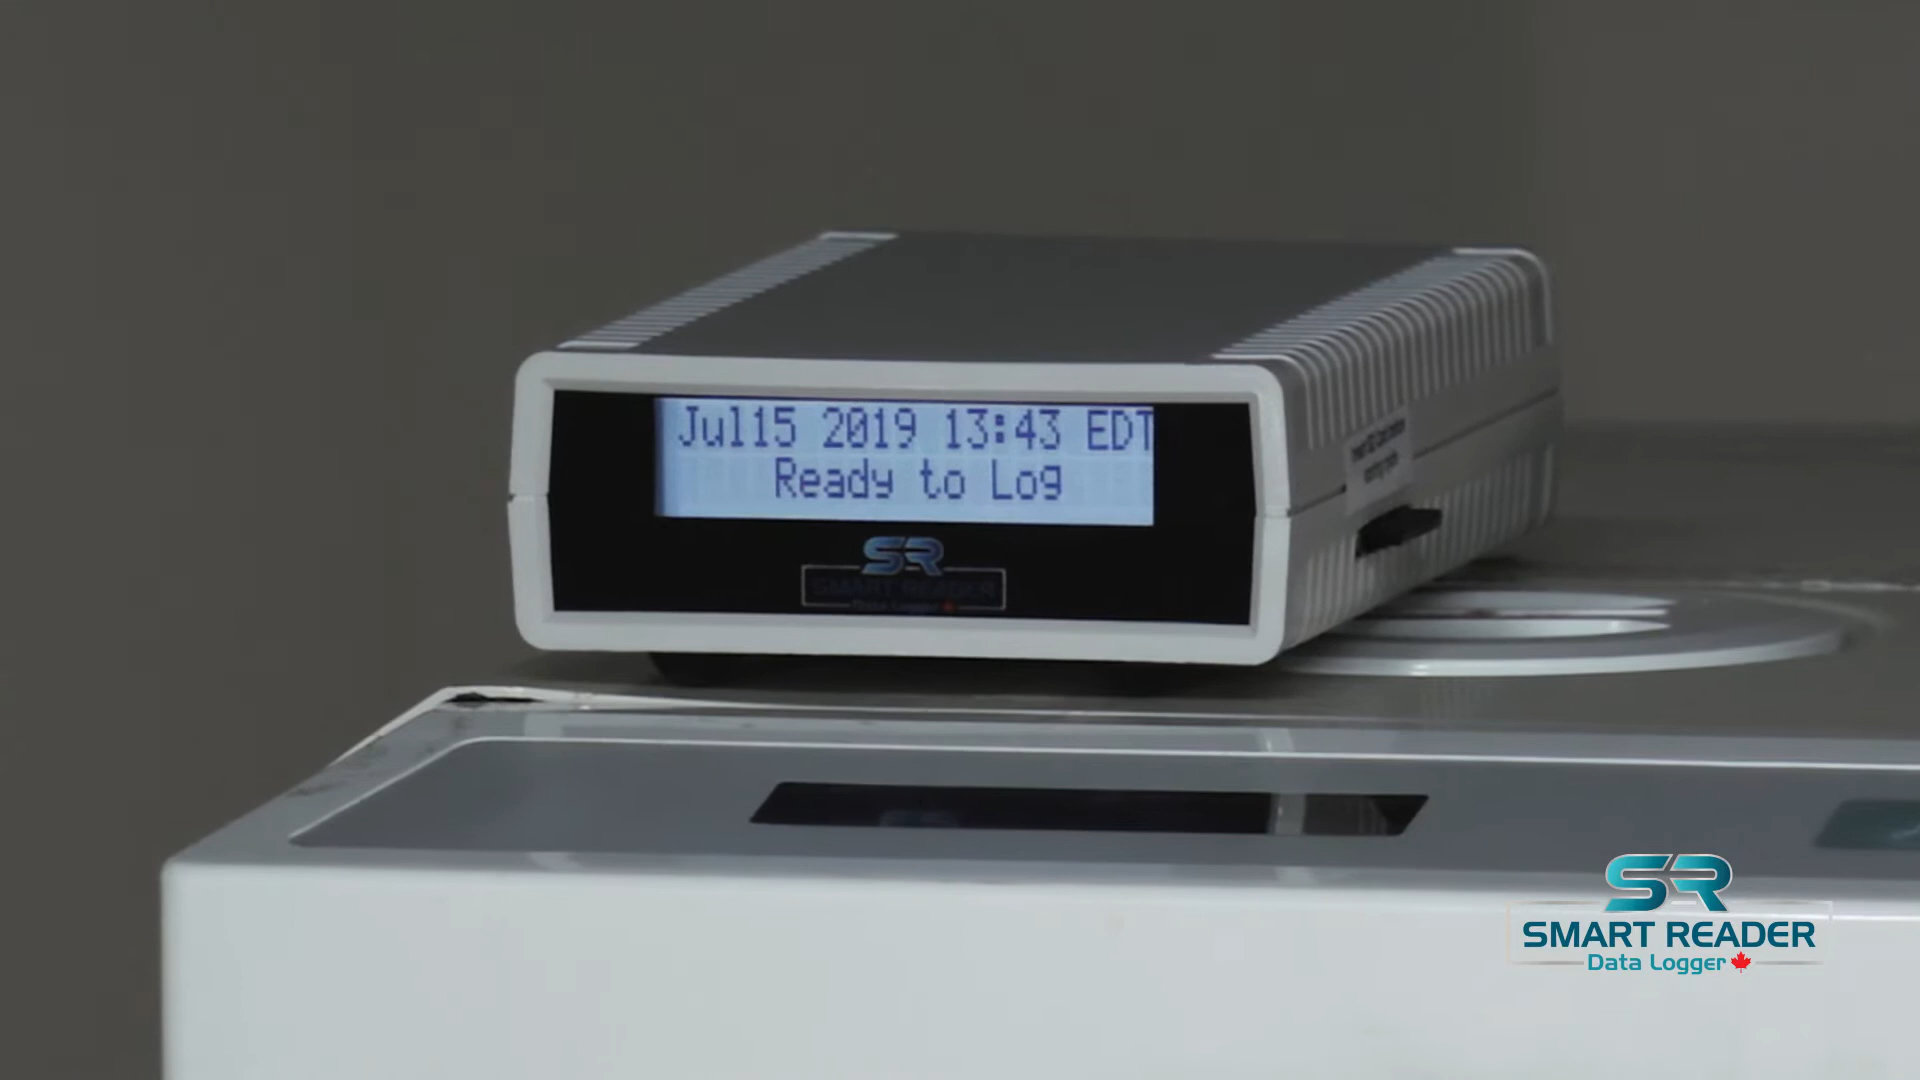 Jul15 2019 13:43 EDT
Ready to Log
SR
SMART READER
Data Logger
SR
SMART READER
Data Logger